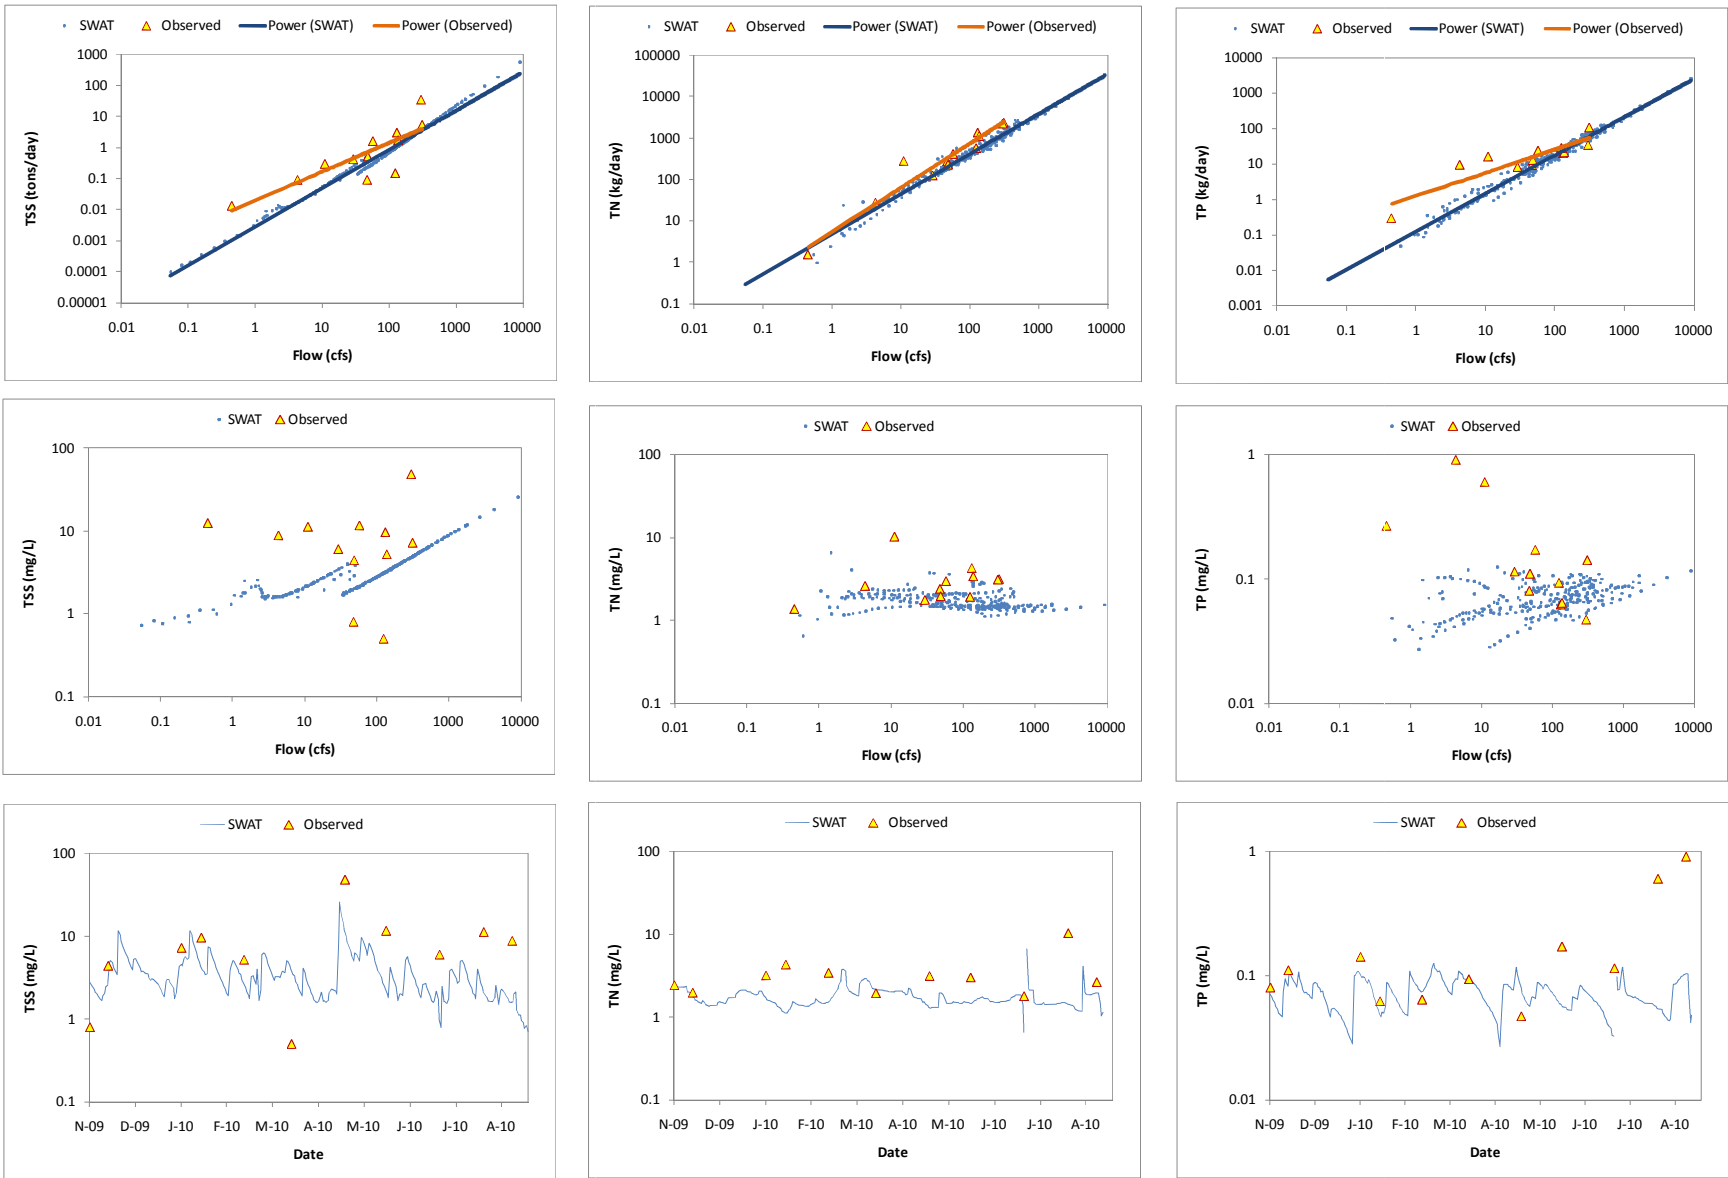 SWAT Observed Power (SWAT) Power (Observed)
TSS (tons/day)
1000
100
10
1
0.1
0.01
0.001
0.0001
0.00001
0.01 0.1 1 10 100 1000 10000
Flow (cfs)
SWAT Observed Power (SWAT) Power (Observed)
TN (kg/day)
100000
10000
1000
100
10
1
0.1
0.01 0.1 1 10 100 1000 10000
Flow (cfs)
SWAT Observed Power (SWAT) Power (Observed)
TP (kg/day)
10000
1000
100
10
1
0.1
0.01
0.001
0.01 0.1 1 10 100 1000 10000
Flow (cfs)
SWAT Observed
TSS (mg/L)
100
10
1
0.1
0.01 0.1 1 10 100 1000 10000
Flow (cfs)
SWAT Observed
TN (mg/L)
100
10
1
0.1
0.01 0.1 1 10 100 1000 10000
Flow (cfs)
SWAT Observed
TP (mg/L)
1
0.1
0.01
0.01 0.1 1 10 100 1000 10000
Flow (cfs)
SWAT Observed
TSS (mg/L)
100
10
1
0.1
N-09 D-09 J-10 F-10 M-10 A-10 M-10 J-10 J-10 A-10
Date
SWAT Observed
TN (mg/L)
100
10
1
0.1
N-09 D-09 J-10 F-10 M-10 A-10 M-10 J-10 J-10 A-10
Date
SWAT Observed
TP (mg/L)
1
0.1
0.01
N-09 D-09 J-10 F-10 M-10 A-10 M-10 J-10 J-10 A-10
Date